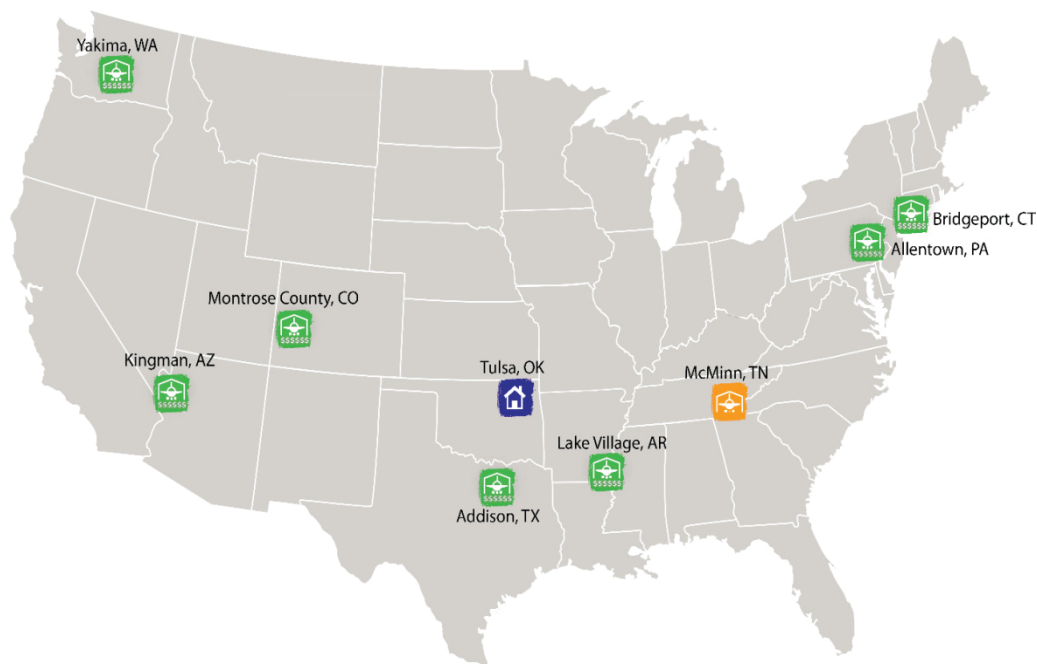 Yakima, WA
$$$$$$
Bridgeport, CT
$$$$$$
Allentown, PA
$$$$$$
Montrose County, CO
$$$$$$
Kingman, AZ
$$$$$$
Tulsa, OK
McMinn, TN
Lake Village, AR
$$$$$$
$$$$$$
Addison, TX